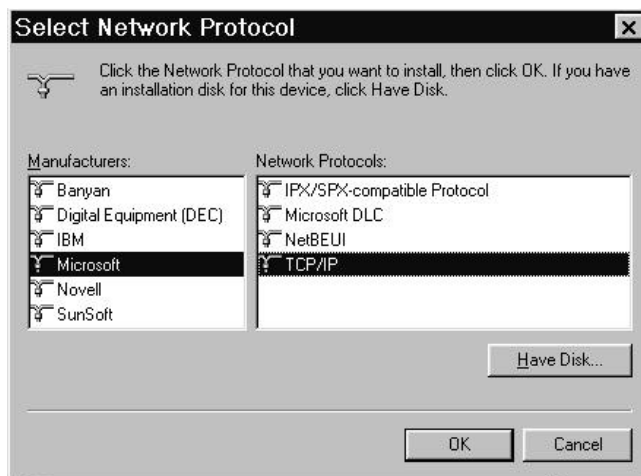 Select Network Protocol
Click the Network Protocol that you want to install, then click OK. If you have
an installation disk for this device, click Have Disk.
Manufacturers:
Banyan
Digital Equipment (DEC)
IBM
Microsoft
Novell
SunSoft
Network Protocols:
IPX/SPX-compatible Protocol
Microsoft DLC
NetBEUI
TCP/IP
Have Disk...
OK
Cancel